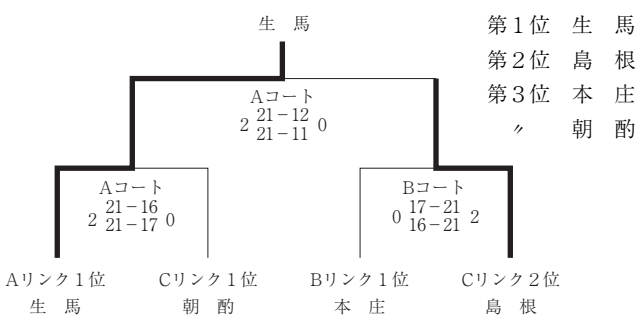 生 馬
第1位 生 馬
第2位 島 根
第3位 本 庄
〃 朝 酌
Aコート
2 21-12 0
21-11
Aコート
2 21-16 0
21-17
Bコート
0 17-21 2
16-21
Aリンク1位 Cリンク1位 Bリンク1位 Cリンク2位
生 馬 朝 酌 本 庄 島 根